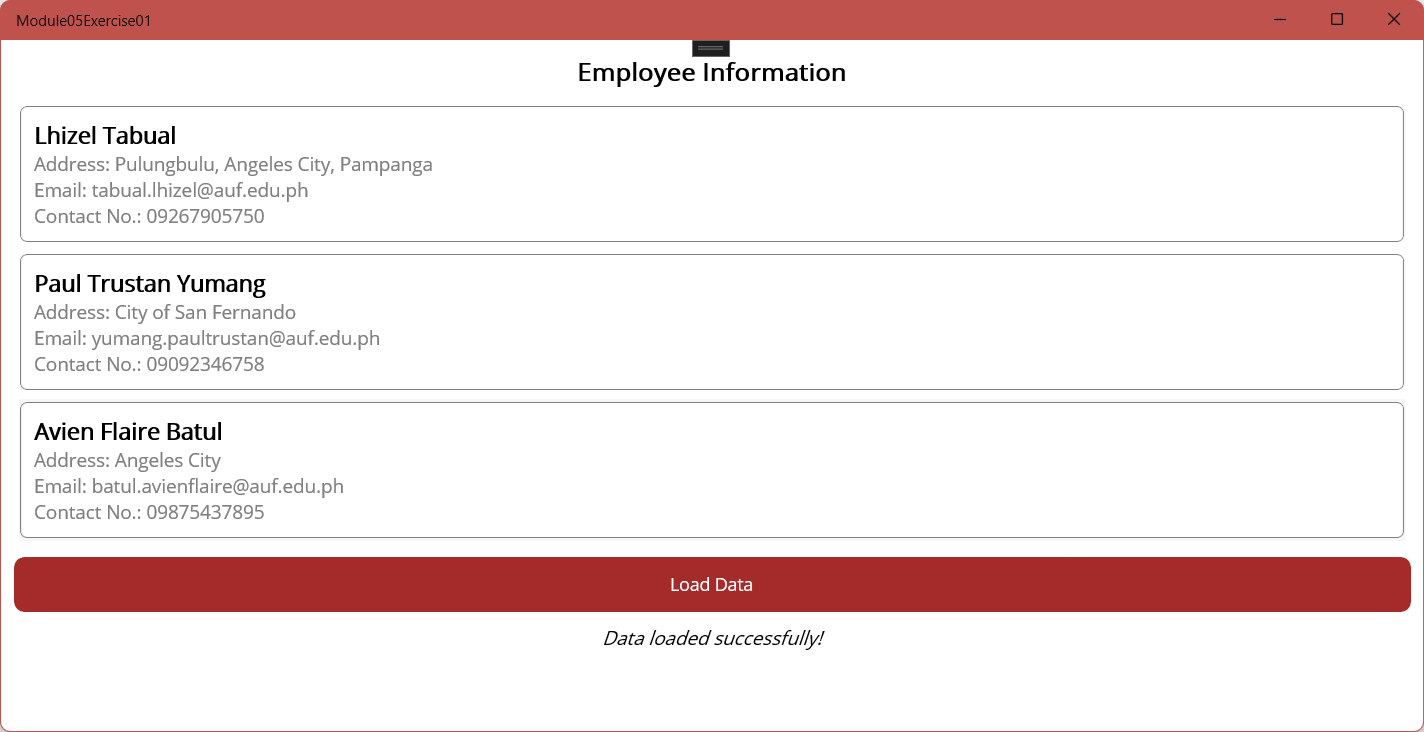 Module05Exercise01
Employee Information
Lhizel Tabual
Address: Pulungbulu, Angeles City, Pampanga
Email: tabual.lhizel@auf.edu.ph
Contact No.: 09267905750
Paul Trustan Yumang
Address: City of San Fernando
Email: yumang.paultrustan@auf.edu.ph
Contact No.: 09092346758
Avien Flaire Batul
Address: Angeles City
Email: batul.avienflaire@auf.edu.ph
Contact No.: 09875437895
Load Data
Data loaded successfully!